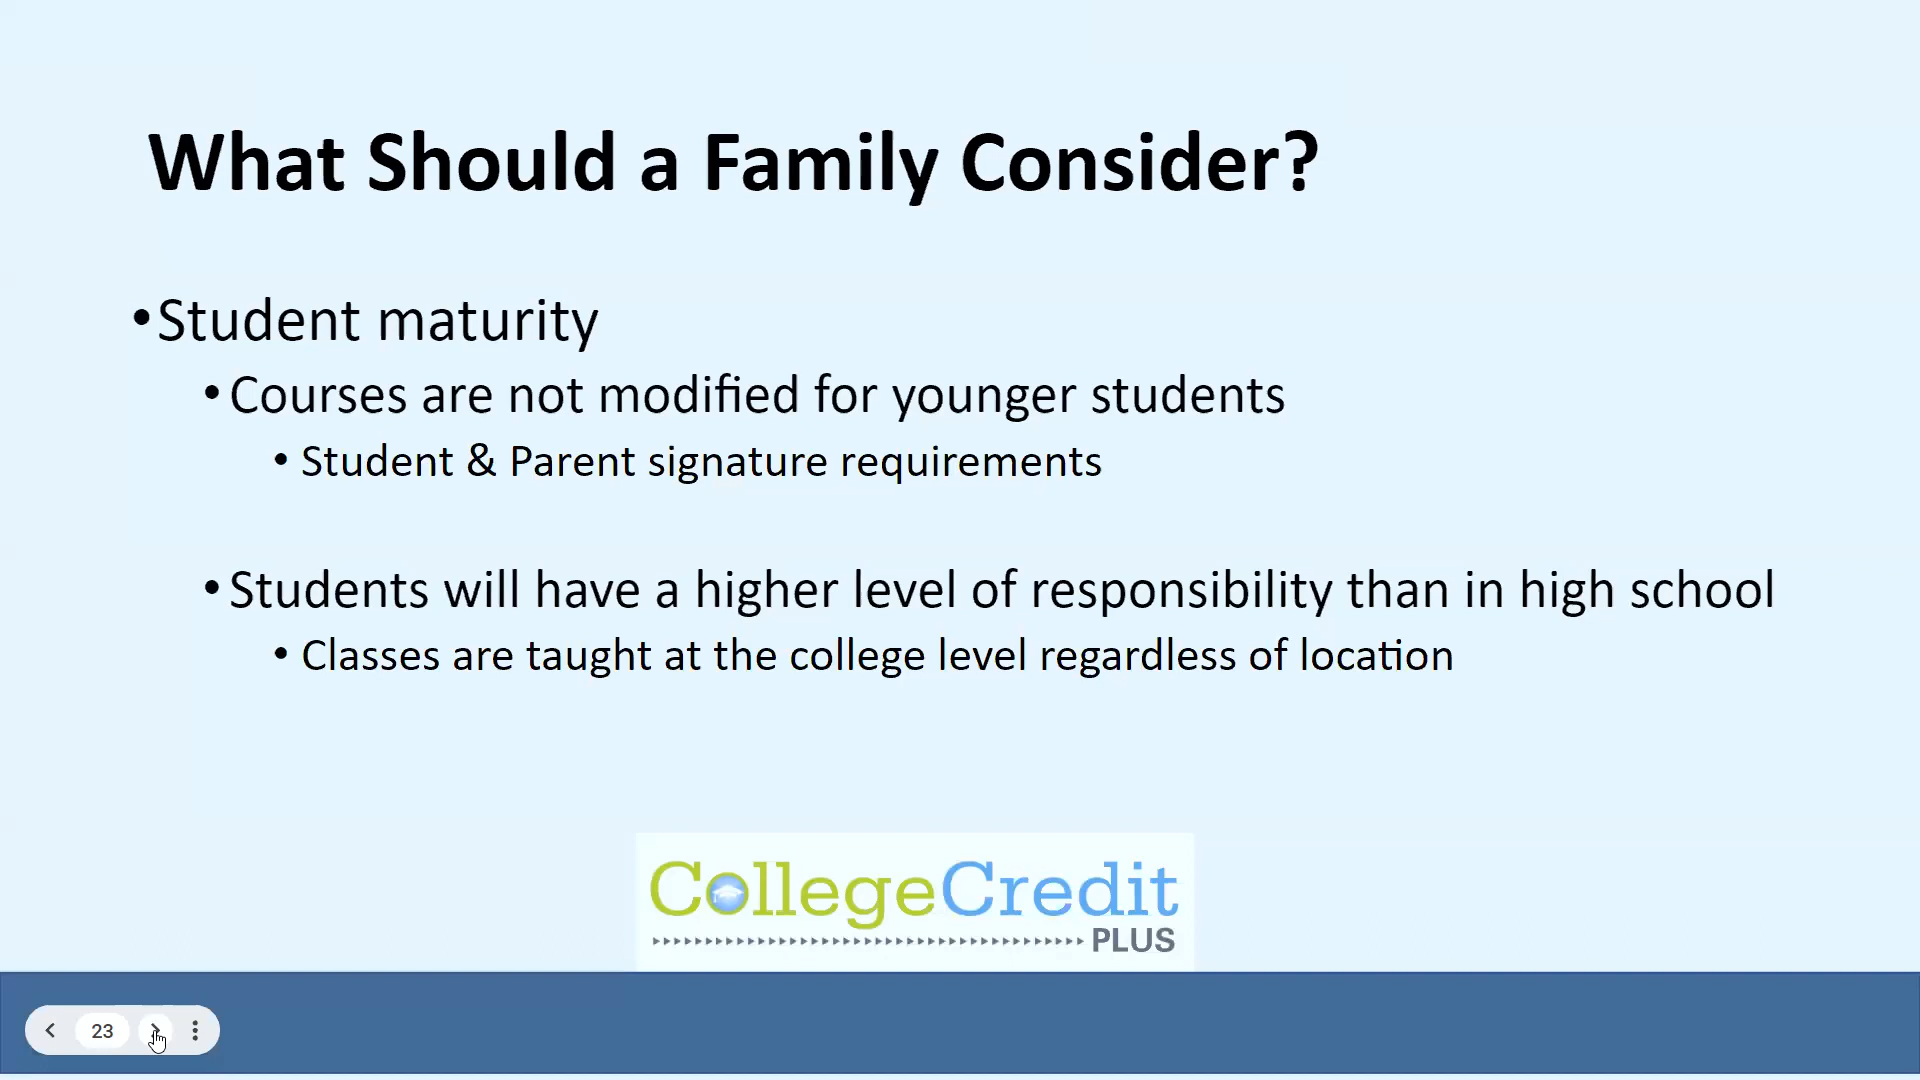 What Should a Family Consider?
•Student maturity
•Courses are not modified for younger students
•Student & Parent signature requirements
•Students will have a higher level of responsibility than in high school
•Classes are taught at the college level regardless of location
CollegeCredit
PLUS
23